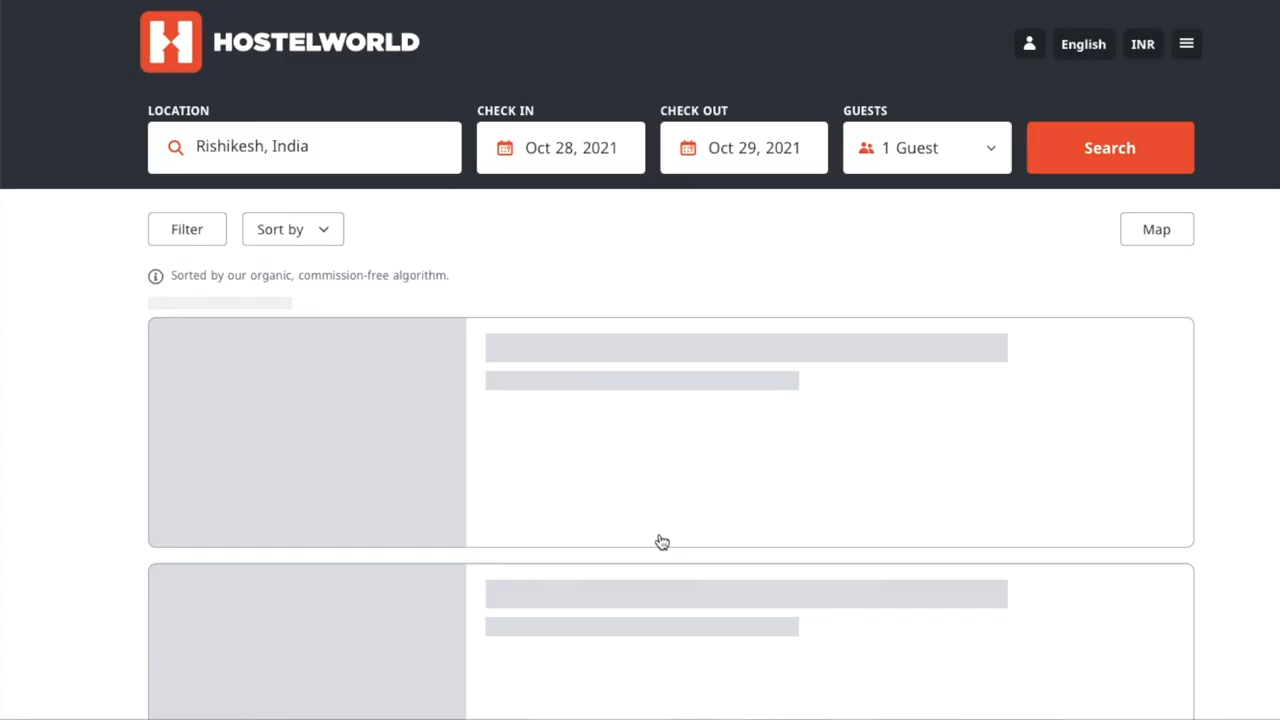 HOSTELWORLD
English
INR
LOCATION
CHECK IN
CHECK OUT
GUESTS
Rishikesh, India
Oct 28, 2021
Oct 29, 2021
1 Guest
Search
Filter
Sort by
Map
Sorted by our organic, commission-free algorithm.